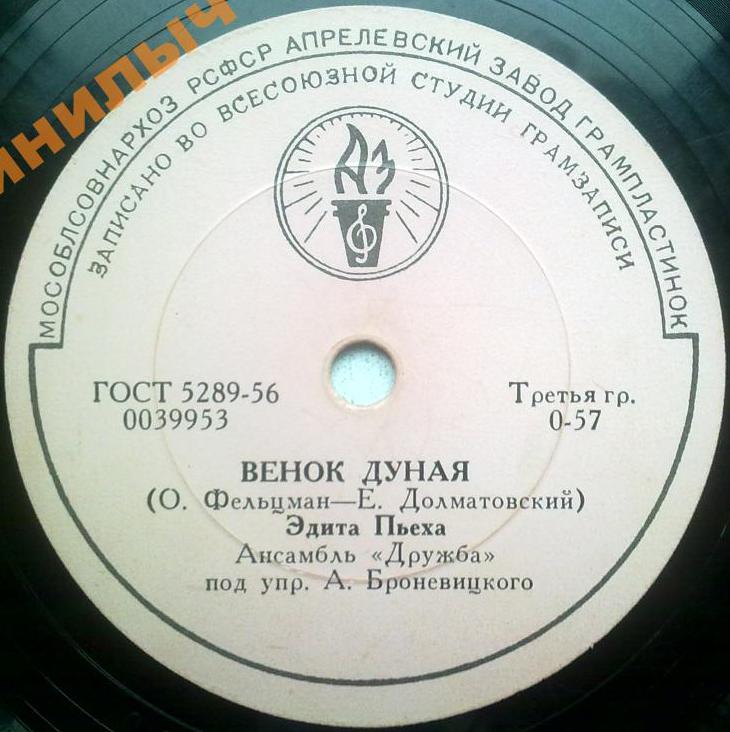 МОСОБЛСОВНАРХОЗ РСФСР АПРЕЛЕВСКИЙ ЗАВОД ГРАМПЛАСТИНОК
ЗАПИСАНО ВО ВСЕСОЮЗНОЙ СТУДИИ ГРАМЗАПИСИ
АЗ
ГОСТ 5289-56
0039953
Третья гр.
0-57
ВЕНОК ДУНАЯ
(О. Фельцман—Е. Долматовский)
Эдита Пьеха
Ансамбль «Дружба»
под упр. А. Броневицкого